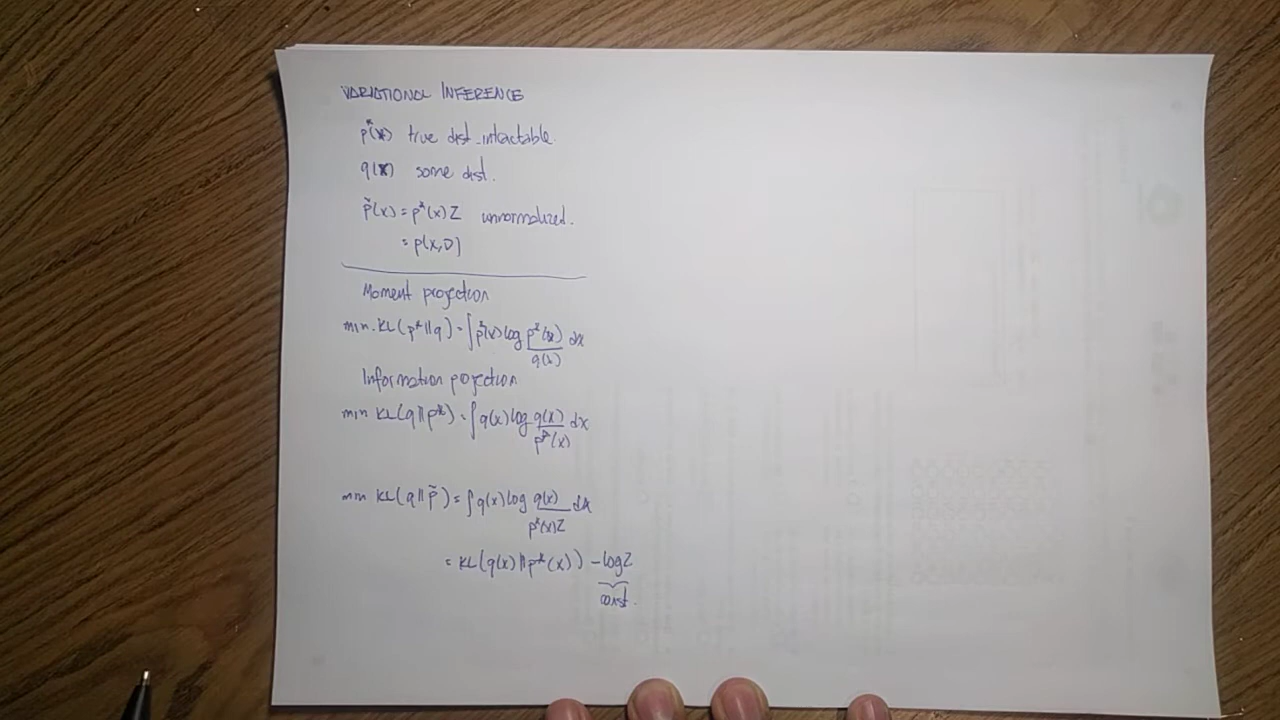 VARIATIONAL INFERENCE
p*(x) true dist intractable.
q(x) some dist.
p̃(x) = p*(x)Z unnormalized.
= p(x,D)
Moment projection
min. KL(p*||q) = ∫p*(x) log p*(x)/q(x) dx
Information projection
min KL(q||p*) = ∫q(x) log q(x)/p*(x) dx
min KL(q||p̃) = ∫q(x) log q(x)/p*(x)Z dx
= KL(q(x)||p*(x)) - log Z
const.